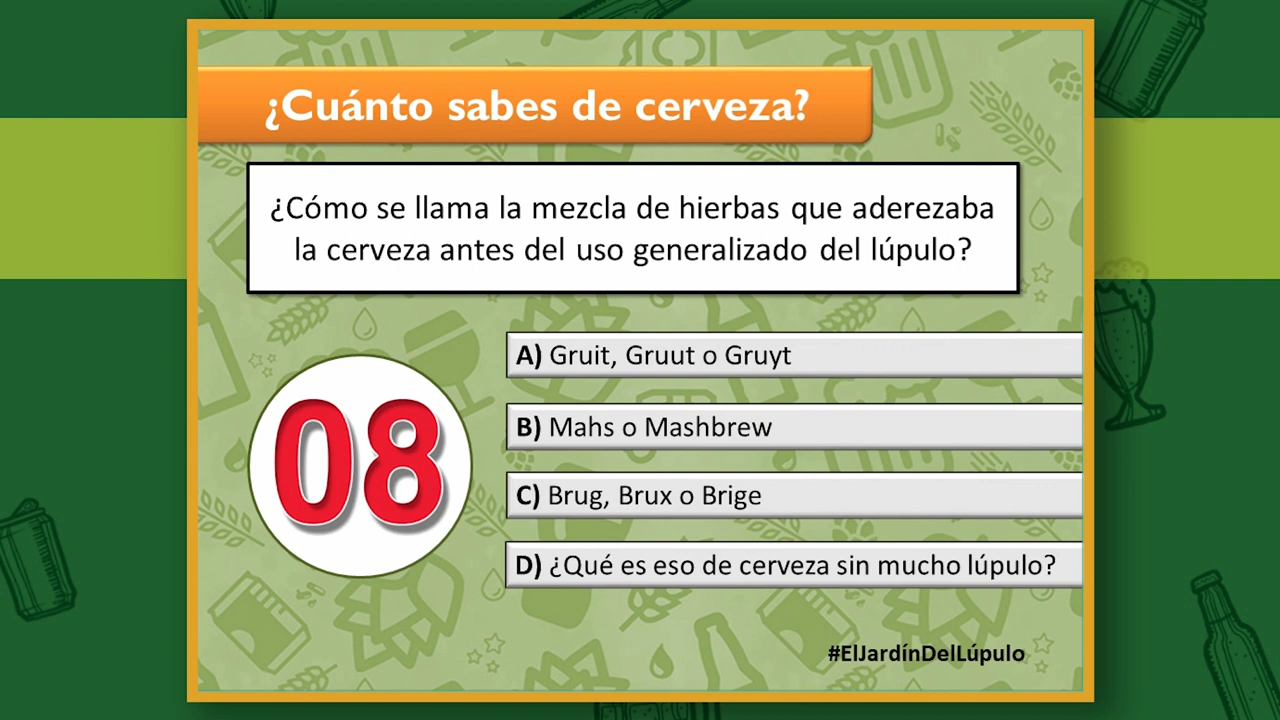 ¿Cuánto sabes de cerveza?
¿Cómo se llama la mezcla de hierbas que aderezaba
la cerveza antes del uso generalizado del lúpulo?
08
A) Gruit, Gruut o Gruyt
B) Mahs o Mashbrew
C) Brug, Brux o Brige
D) ¿Qué es eso de cerveza sin mucho lúpulo?
#ElJardínDelLúpulo